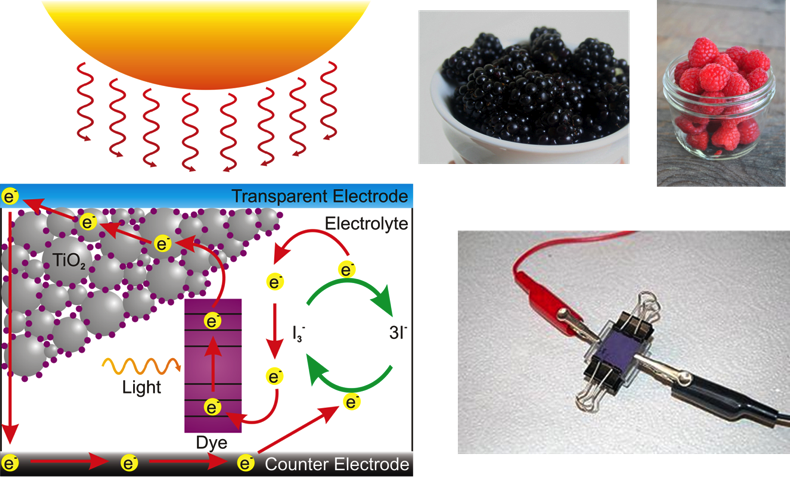 e⁻
Transparent Electrode
e⁻
Electrolyte
e⁻
e⁻
TiO₂
e⁻
e⁻
e⁻
I₃⁻
3I⁻
Light
e⁻
e⁻
e⁻
Dye
e⁻
e⁻
e⁻
Counter Electrode